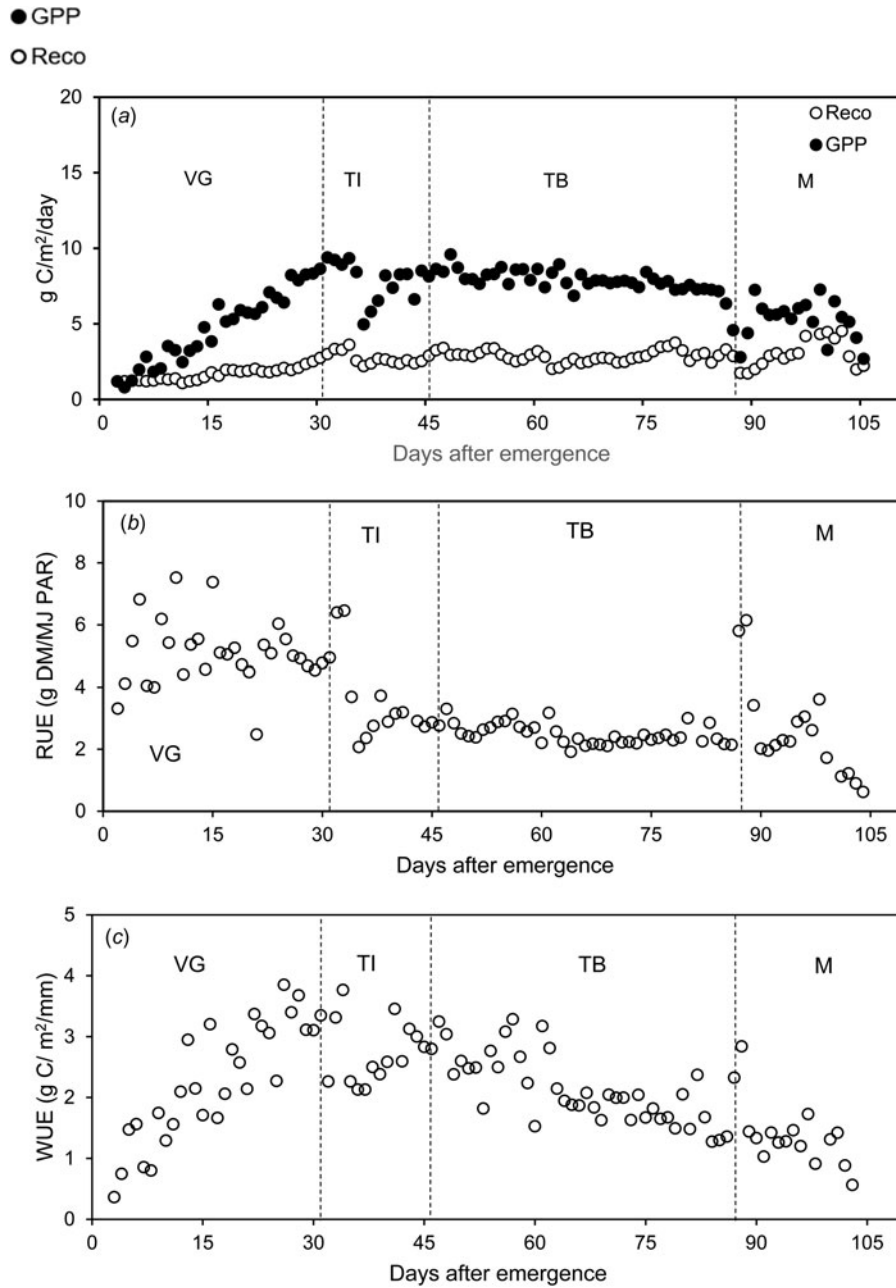 GPP
Reco
(a)
Reco
GPP
VG TI TB M
g C/m²/day
20
15
10
5
0
0 15 30 45 60 75 90 105
Days after emergence
(b)
VG TI TB M
RUE (g DM/MJ PAR)
10
8
6
4
2
0
0 15 30 45 60 75 90 105
Days after emergence
(c)
VG TI TB M
WUE (g C/ m²/mm)
5
4
3
2
1
0
0 15 30 45 60 75 90 105
Days after emergence